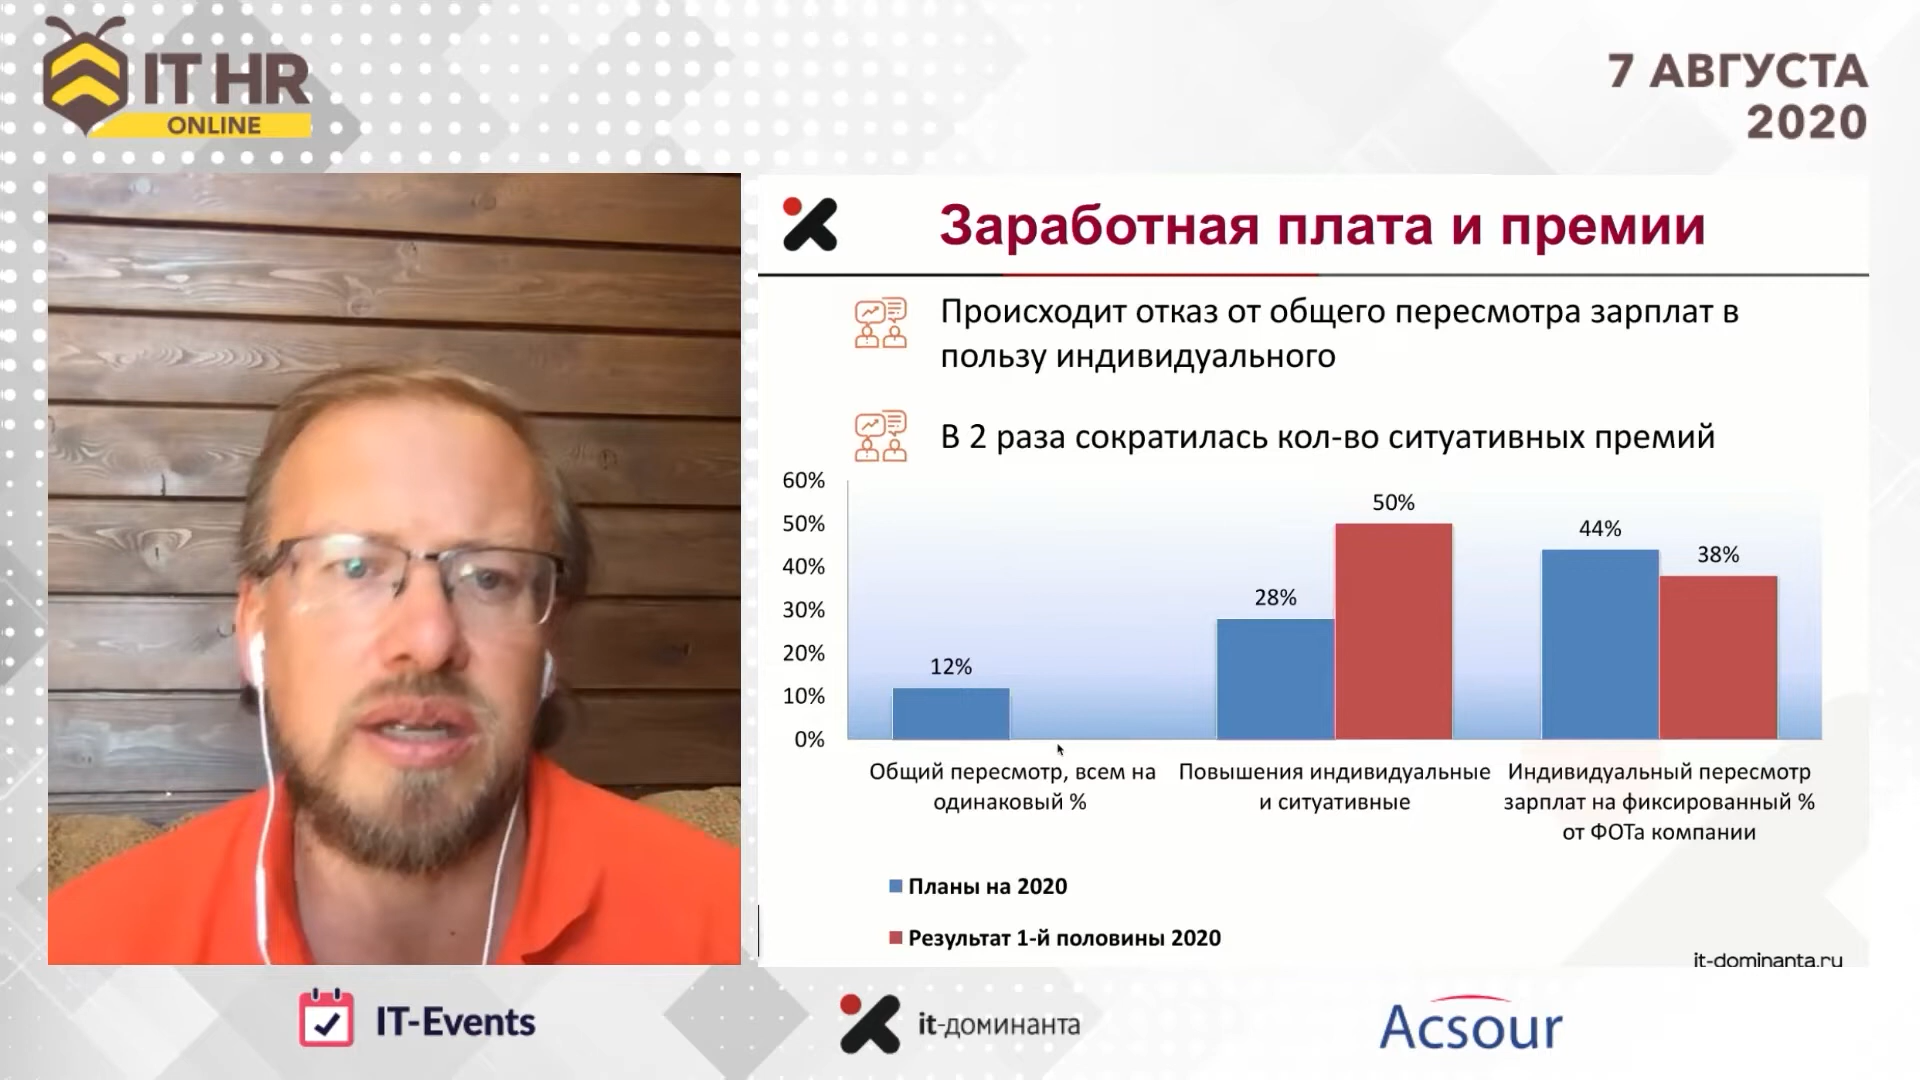 IT HR
ONLINE
7 АВГУСТА
2020
Заработная плата и премии
Происходит отказ от общего пересмотра зарплат в
пользу индивидуального
В 2 раза сократилась кол-во ситуативных премий
60%
50%
40%
30%
20%
10%
0%
12%
28%
50%
44%
38%
Общий пересмотр, всем на
одинаковый %
Повышения индивидуальные
и ситуативные
Индивидуальный пересмотр
зарплат на фиксированный %
от ФОТа компании
Планы на 2020
Результат 1-й половины 2020
it-dominanta.ru
IT-Events
it-доминанта
Acsour